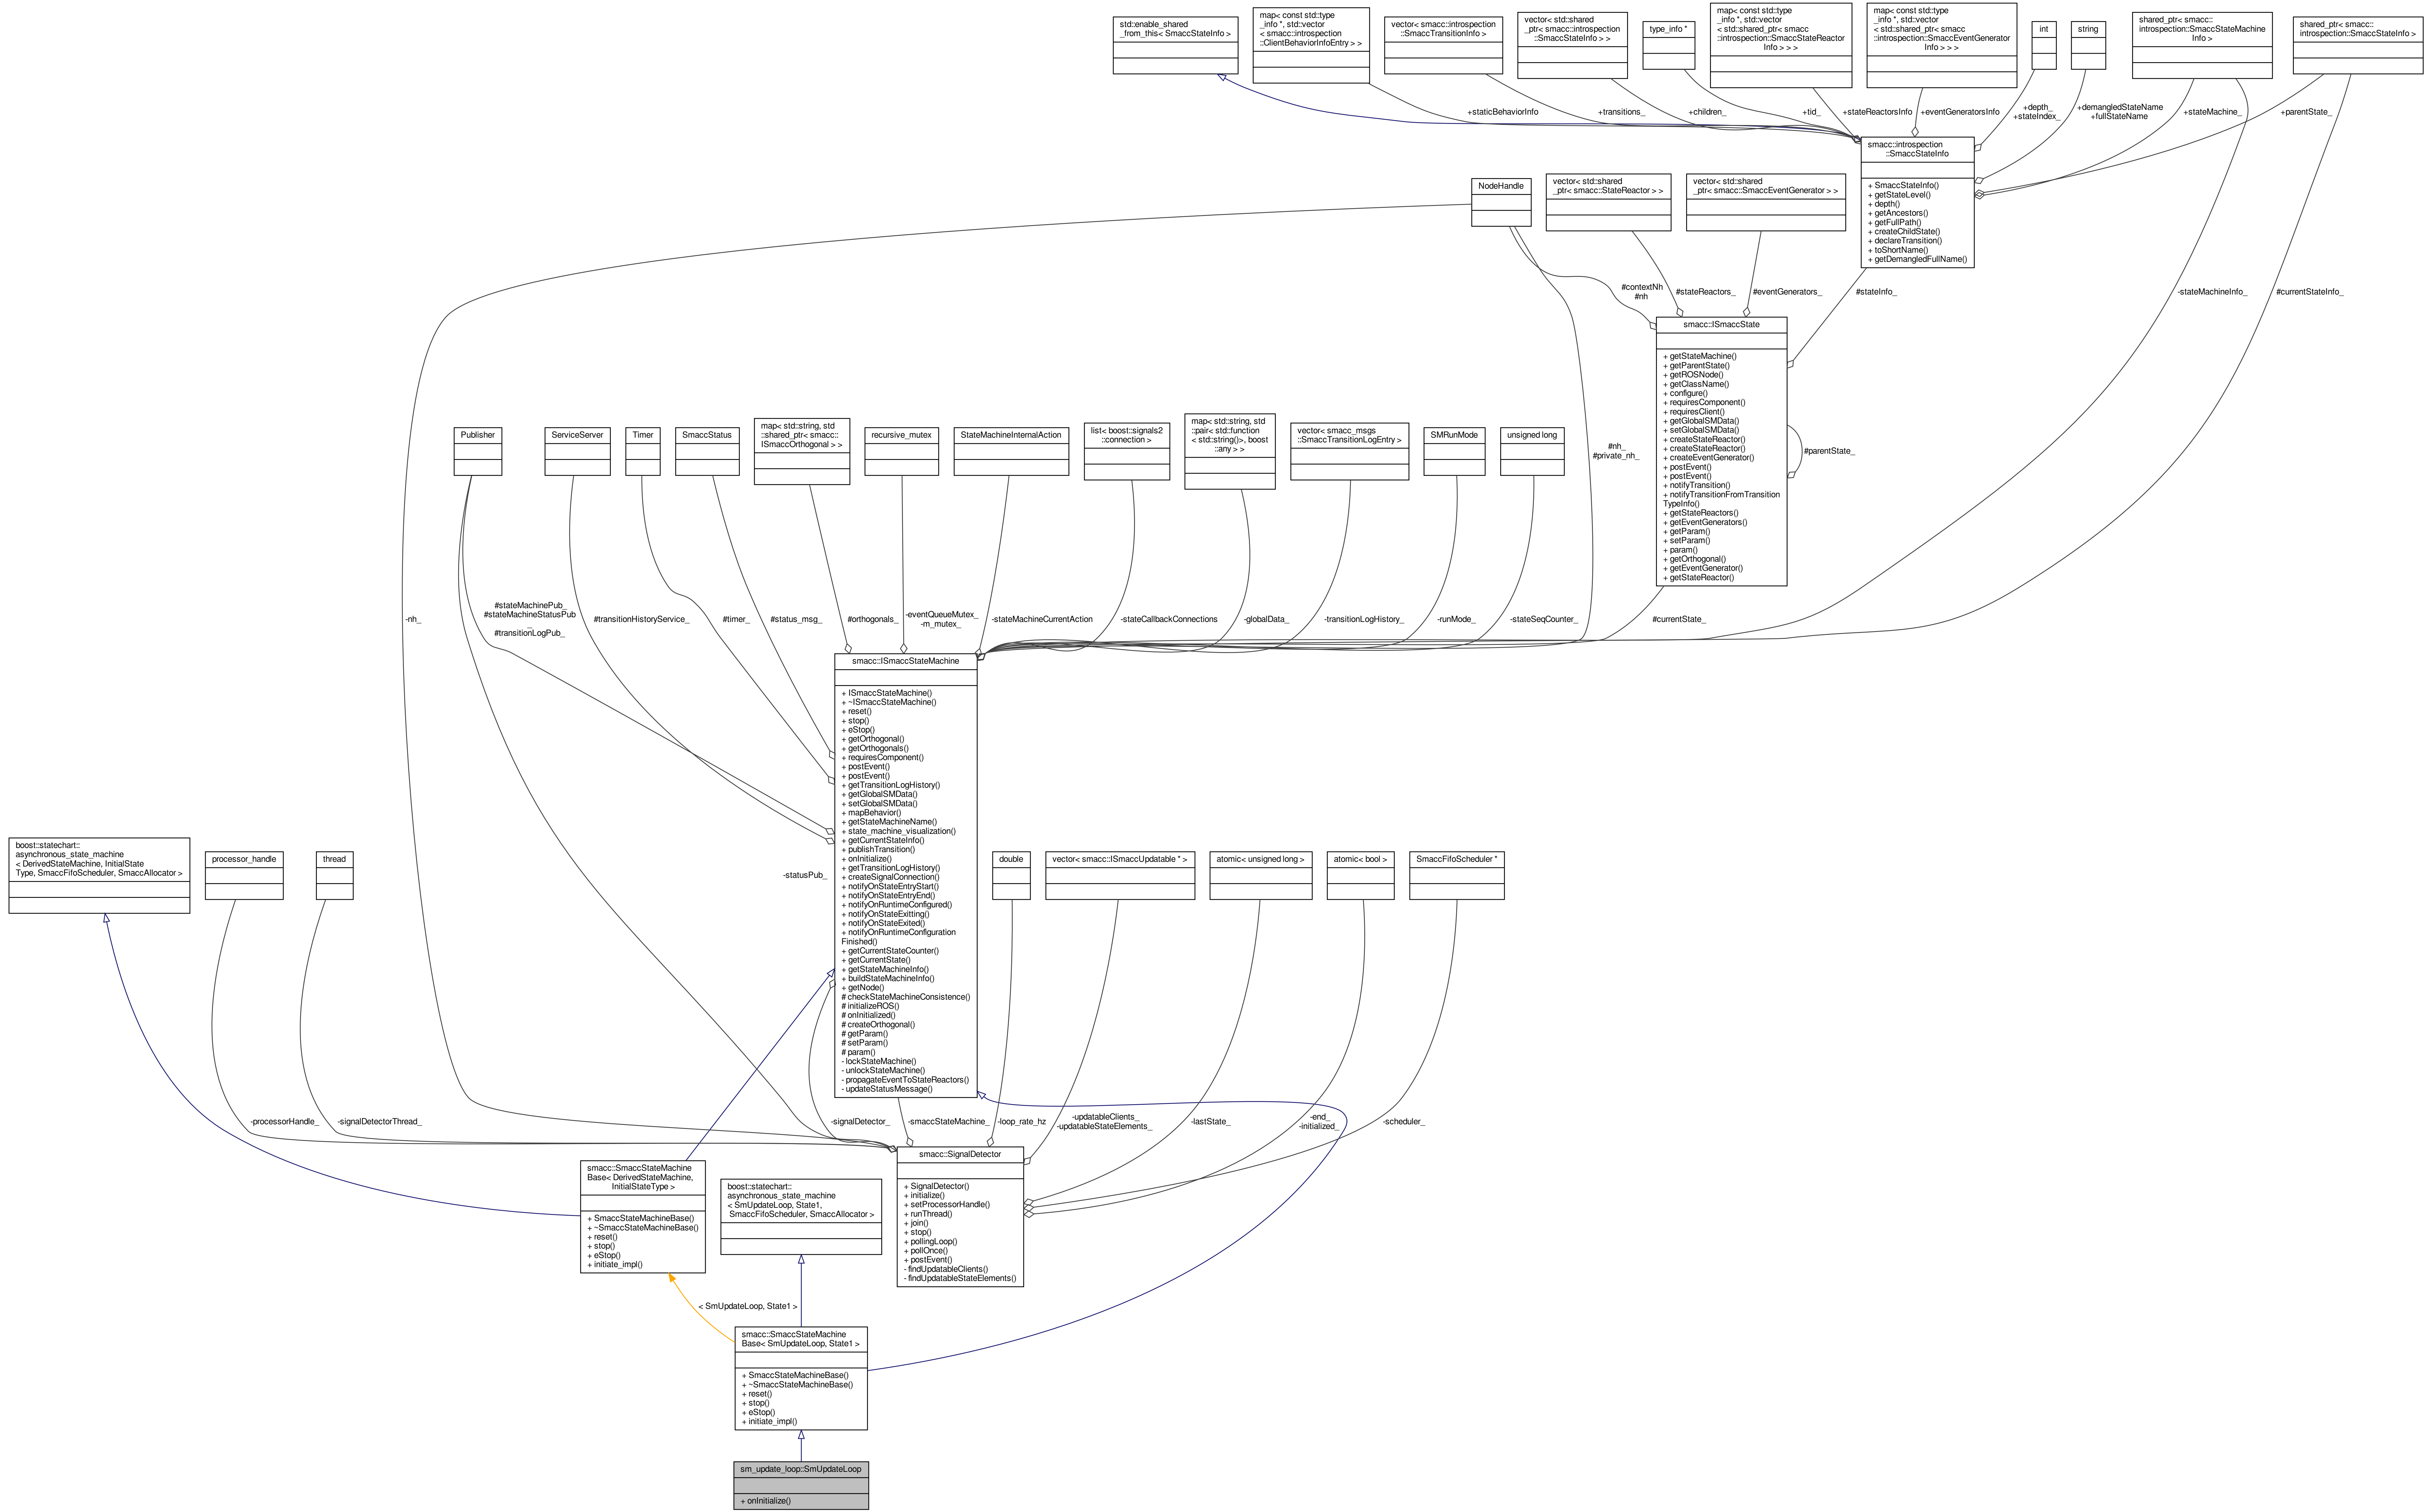 std::enable_shared
_from_this< SmaccStateInfo >
map< const std::type
_info *, std::vector
< smacc::introspection
::ClientBehaviorInfoEntry > >
vector< smacc::introspection
::SmaccTransitionInfo >
vector< std::shared
_ptr< smacc::introspection
::SmaccStateInfo > >
type_info *
map< const std::type
_info *, std::vector
< std::shared_ptr< smacc
::introspection::SmaccStateReactor
Info > > >
map< const std::type
_info *, std::vector
< std::shared_ptr< smacc
::introspection::SmaccEventGenerator
Info > > >
int
string
shared_ptr< smacc::
introspection::SmaccStateMachine
Info >
shared_ptr< smacc::
introspection::SmaccStateInfo >
+staticBehaviorInfo
+transitions_
+children_
+tid_
+stateReactorsInfo
+eventGeneratorsInfo
+depth_
+stateIndex_
+demangledStateName
+fullStateName
+stateMachine_
+parentState_
smacc::introspection
::SmaccStateInfo
+ SmaccStateInfo()
+ getStateLevel()
+ depth()
+ getAncestors()
+ getFullPath()
+ createChildState()
+ declareTransition()
+ toShortName()
+ getDemangledFullName()
NodeHandle
vector< std::shared
_ptr< smacc::StateReactor > >
vector< std::shared
_ptr< smacc::SmaccEventGenerator > >
#contextNh
#nh
#stateReactors_
#eventGenerators_
#stateInfo_
-stateMachineInfo_
#currentStateInfo_
smacc::ISmaccState
+ getStateMachine()
+ getParentState()
+ getROSNode()
+ getClassName()
+ configure()
+ requiresComponent()
+ requiresClient()
+ getGlobalSMData()
+ setGlobalSMData()
+ createStateReactor()
+ createStateReactor()
+ createEventGenerator()
+ postEvent()
+ postEvent()
+ notifyTransition()
+ notifyTransitionFromTransition
TypeInfo()
+ getStateReactors()
+ getEventGenerators()
+ getParam()
+ setParam()
+ param()
+ getOrthogonal()
+ getEventGenerator()
+ getStateReactor()
#parentState_
#nh_
#private_nh_
Publisher
ServiceServer
Timer
SmaccStatus
map< std::string, std
::shared_ptr< smacc::
ISmaccOrthogonal > >
recursive_mutex
StateMachineInternalAction
list< boost::signals2
::connection >
map< std::string, std
::pair< std::function
< std::string()>, boost
::any > >
vector< smacc_msgs
::SmaccTransitionLogEntry >
SMRunMode
unsigned long
-nh_
#stateMachinePub_
#stateMachineStatusPub
_
#transitionLogPub_
#transitionHistoryService_
#timer_
#status_msg_
#orthogonals_
-eventQueueMutex_
-m_mutex_
-stateMachineCurrentAction
-stateCallbackConnections
-globalData_
-transitionLogHistory_
-runMode_
-stateSeqCounter_
#currentState_
smacc::ISmaccStateMachine
+ ISmaccStateMachine()
+ ~ISmaccStateMachine()
+ reset()
+ stop()
+ eStop()
+ getOrthogonal()
+ getOrthogonals()
+ requiresComponent()
+ postEvent()
+ postEvent()
+ getTransitionLogHistory()
+ getGlobalSMData()
+ setGlobalSMData()
+ mapBehavior()
+ getStateMachineName()
+ state_machine_visualization()
+ getCurrentStateInfo()
+ publishTransition()
+ onInitialize()
+ getTransitionLogHistory()
+ createSignalConnection()
+ notifyOnStateEntryStart()
+ notifyOnStateEntryEnd()
+ notifyOnRuntimeConfigured()
+ notifyOnStateExitting()
+ notifyOnStateExited()
+ notifyOnRuntimeConfiguration
Finished()
+ getCurrentStateCounter()
+ getCurrentState()
+ getStateMachineInfo()
+ buildStateMachineInfo()
+ getNode()
# checkStateMachineConsistence()
# initializeROS()
# onInitialized()
# createOrthogonal()
# getParam()
# setParam()
# param()
- lockStateMachine()
- unlockStateMachine()
- propagateEventToStateReactors()
- updateStatusMessage()
boost::statechart::
asynchronous_state_machine
< DerivedStateMachine, InitialState
Type, SmaccFifoScheduler, SmaccAllocator >
processor_handle
thread
-statusPub_
double
vector< smacc::ISmaccUpdatable * >
atomic< unsigned long >
atomic< bool >
SmaccFifoScheduler *
-processorHandle_
-signalDetectorThread_
-signalDetector_
-smaccStateMachine_
-loop_rate_hz
-updatableClients_
-updatableStateElements_
-lastState_
-end_
-initialized_
-scheduler_
smacc::SignalDetector
+ SignalDetector()
+ initialize()
+ setProcessorHandle()
+ runThread()
+ join()
+ stop()
+ pollingLoop()
+ pollOnce()
+ postEvent()
- findUpdatableClients()
- findUpdatableStateElements()
smacc::SmaccStateMachine
Base< DerivedStateMachine,
InitialStateType >
+ SmaccStateMachineBase()
+ ~SmaccStateMachineBase()
+ reset()
+ stop()
+ eStop()
+ initiate_impl()
boost::statechart::
asynchronous_state_machine
< SmUpdateLoop, State1,
SmaccFifoScheduler, SmaccAllocator >
< SmUpdateLoop, State1 >
smacc::SmaccStateMachine
Base< SmUpdateLoop, State1 >
+ SmaccStateMachineBase()
+ ~SmaccStateMachineBase()
+ reset()
+ stop()
+ eStop()
+ initiate_impl()
sm_update_loop::SmUpdateLoop
+ onInitialize()